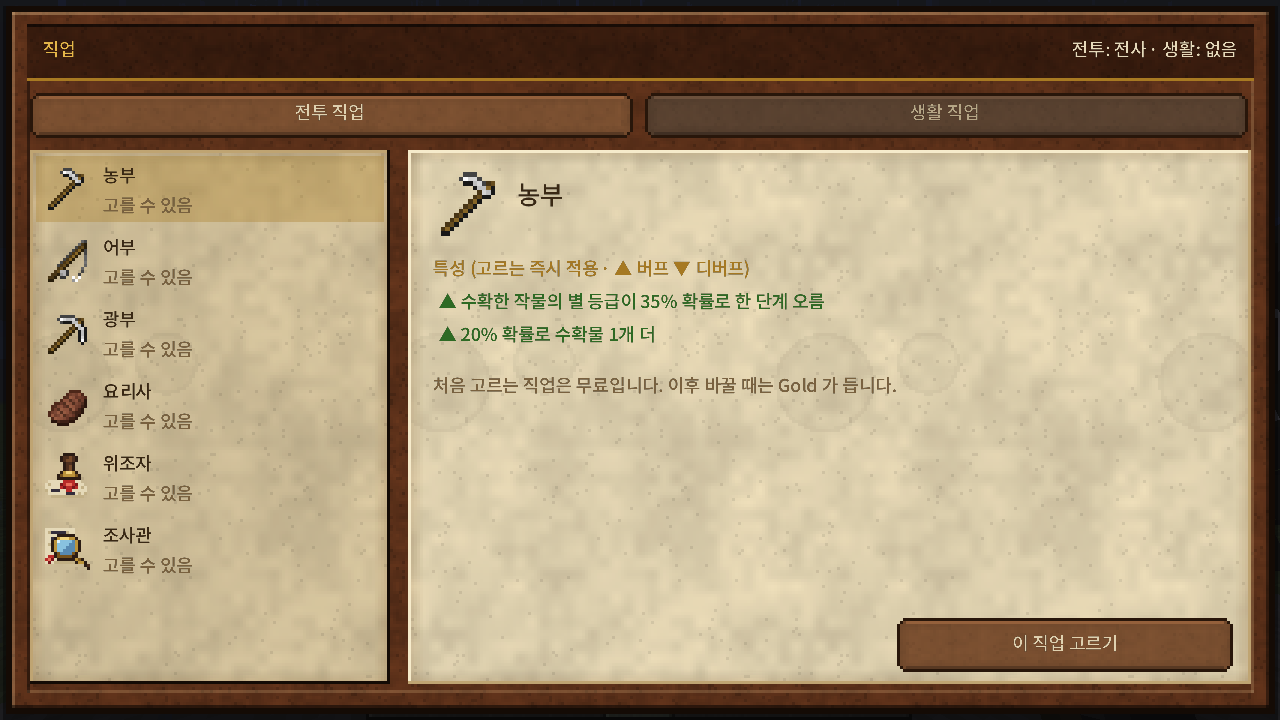 직업
전투: 전사 · 생활: 없음
전투 직업
생활 직업
농부
고를 수 있음
어부
고를 수 있음
광부
고를 수 있음
요리사
고를 수 있음
위조자
고를 수 있음
조사관
고를 수 있음
농부
특성 (고르는 즉시 적용 · ▲ 버프 ▼ 디버프)
▲ 수확한 작물의 별 등급이 35% 확률로 한 단계 오름
▲ 20% 확률로 수확물 1개 더
처음 고르는 직업은 무료입니다. 이후 바꿀 때는 Gold 가 듭니다.
이 직업 고르기